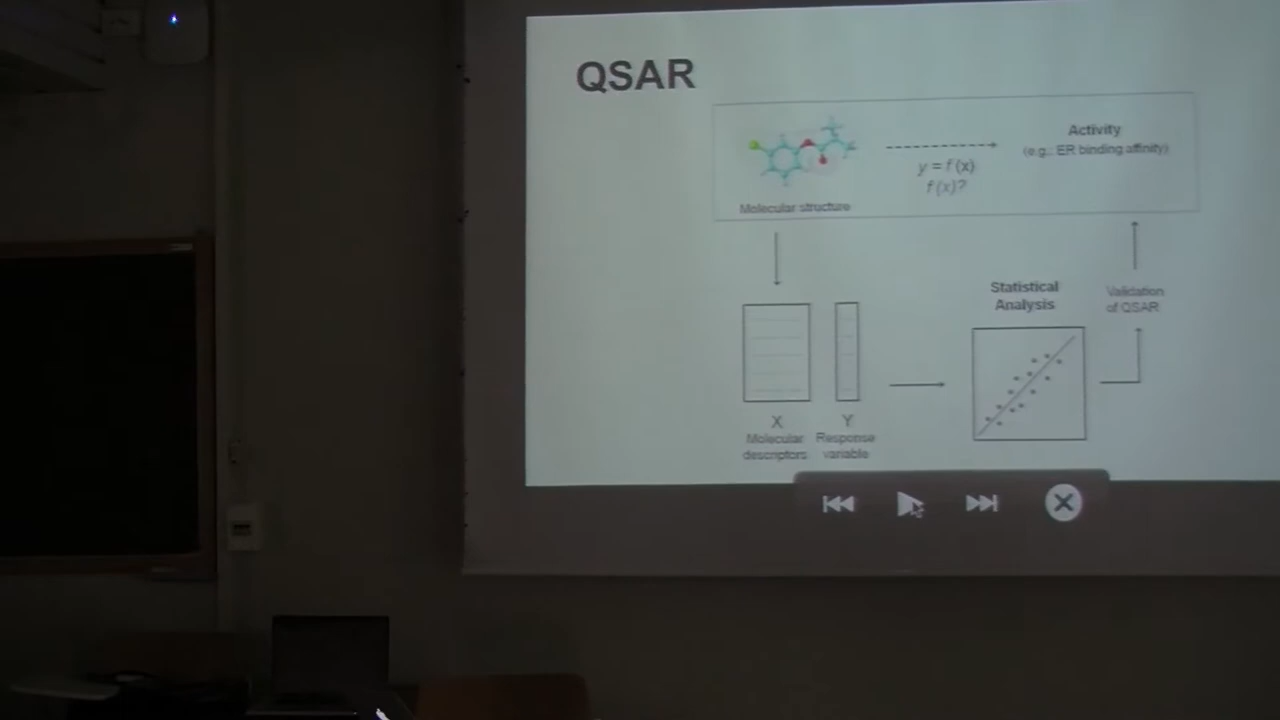 QSAR
Activity
(e.g.: ER binding affinity)
y = f (x)
f (x)?
Molecular structure
Statistical
Analysis
Validation
of QSAR
X
Y
Molecular
descriptors
Response
variable